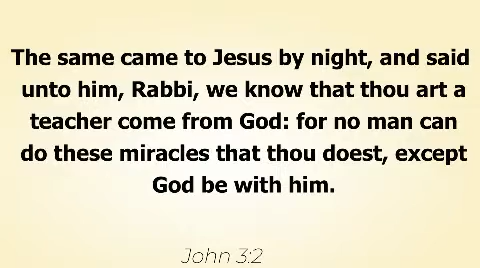 The same came to Jesus by night, and said
unto him, Rabbi, we know that thou art a
teacher come from God: for no man can
do these miracles that thou doest, except
God be with him.
John 3:2